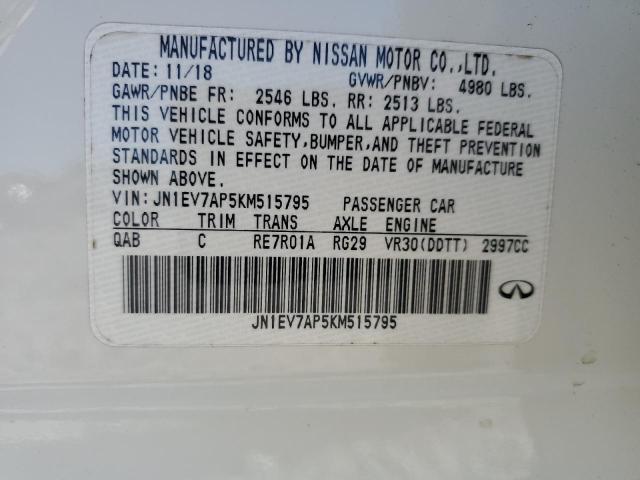 MANUFACTURED BY NISSAN MOTOR CO.,LTD.
DATE: 11/18 GVWR/PNBV: 4980 LBS.
GAWR/PNBE FR: 2546 LBS. RR: 2513 LBS.
THIS VEHICLE CONFORMS TO ALL APPLICABLE FEDERAL
MOTOR VEHICLE SAFETY,BUMPER,AND THEFT PREVENTION
STANDARDS IN EFFECT ON THE DATE OF MANUFACTURE
SHOWN ABOVE.
VIN: JN1EV7AP5KM515795 PASSENGER CAR
COLOR TRIM TRANS AXLE ENGINE
QAB C RE7R01A RG29 VR30(DDTT) 2997CC
JN1EV7AP5KM515795